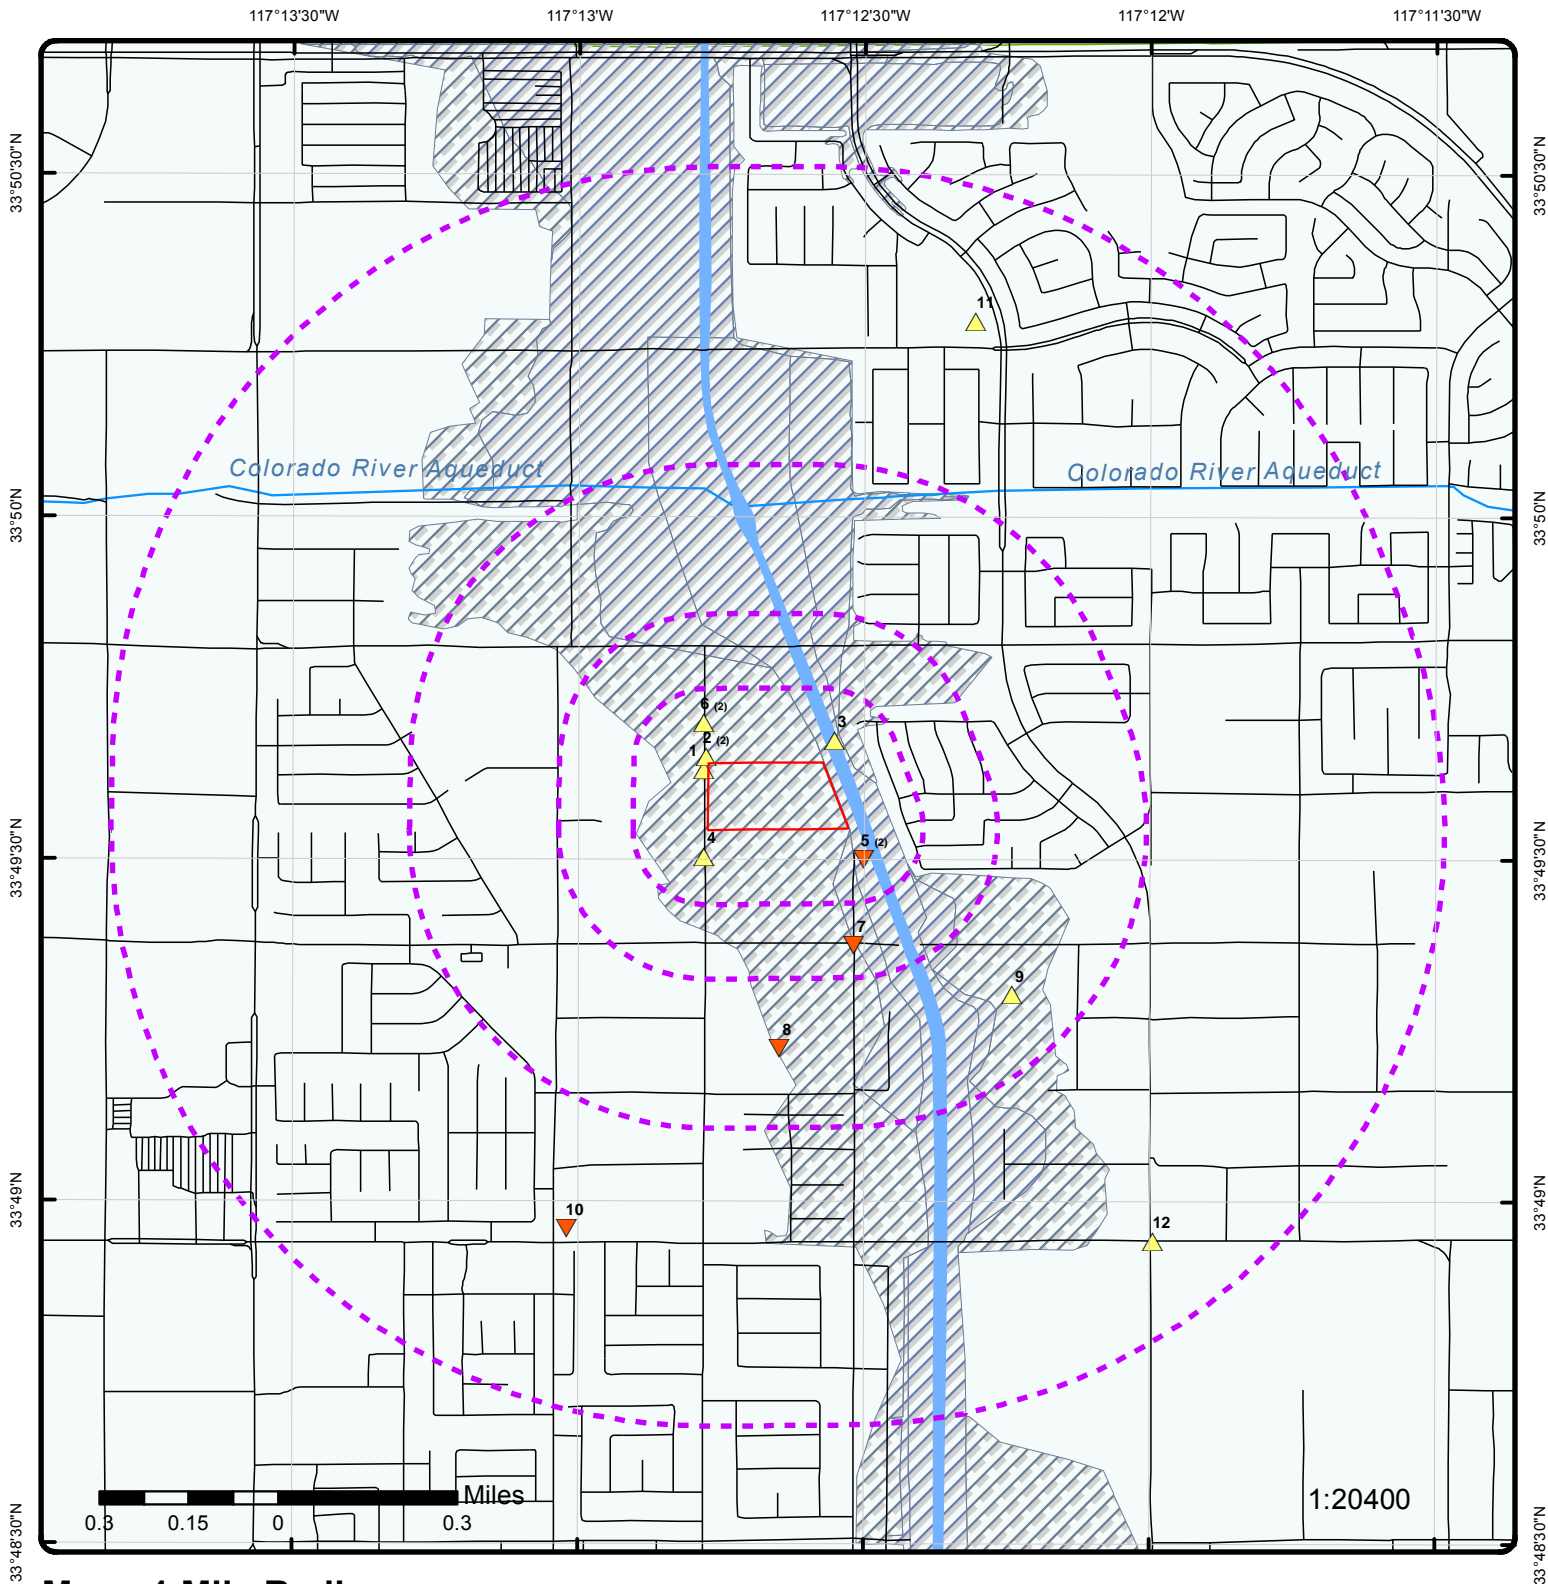 117°13'30"W 117°13'W 117°12'30"W 117°12'W 117°11'30"W
33°50'30"N 33°50'30"N
11
Colorado River Aqueduct Colorado River Aqueduct
33°50'N 33°50'N
6 (2)
3
2 (2)
1
4
5 (2)
33°49'30"N 33°49'30"N
7
9
8
33°49'N 33°49'N
10
12
Miles
1:20400
0.3 0.15 0 0.3
33°48'30"N 33°48'30"N